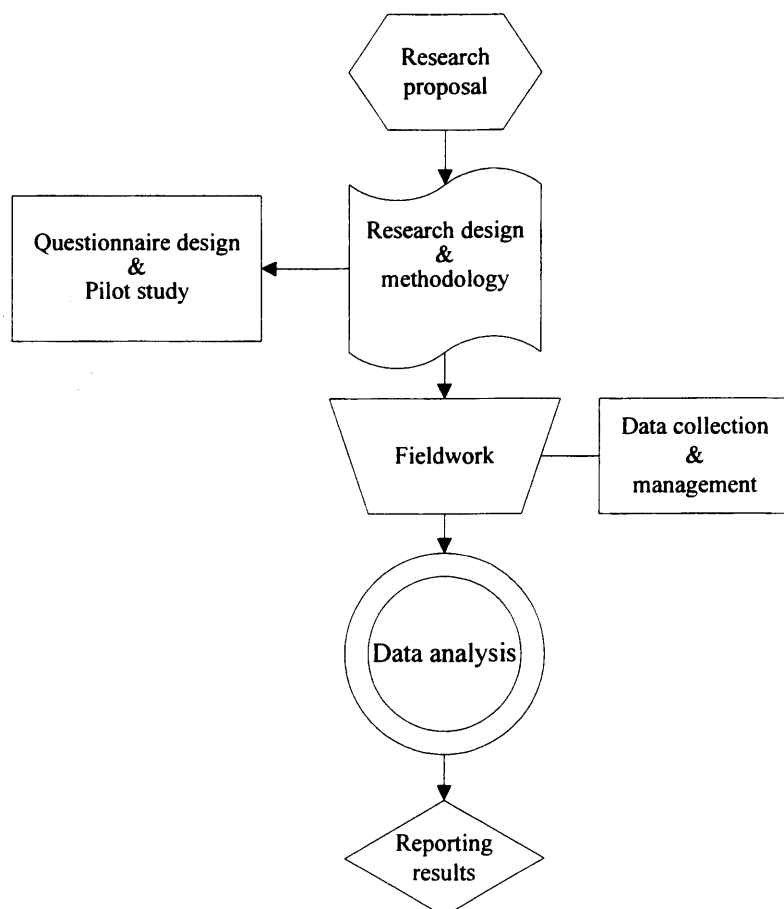 Research
proposal
Research design
&
methodology
Questionnaire design
&
Pilot study
Fieldwork
Data collection
&
management
Data analysis
Reporting
results